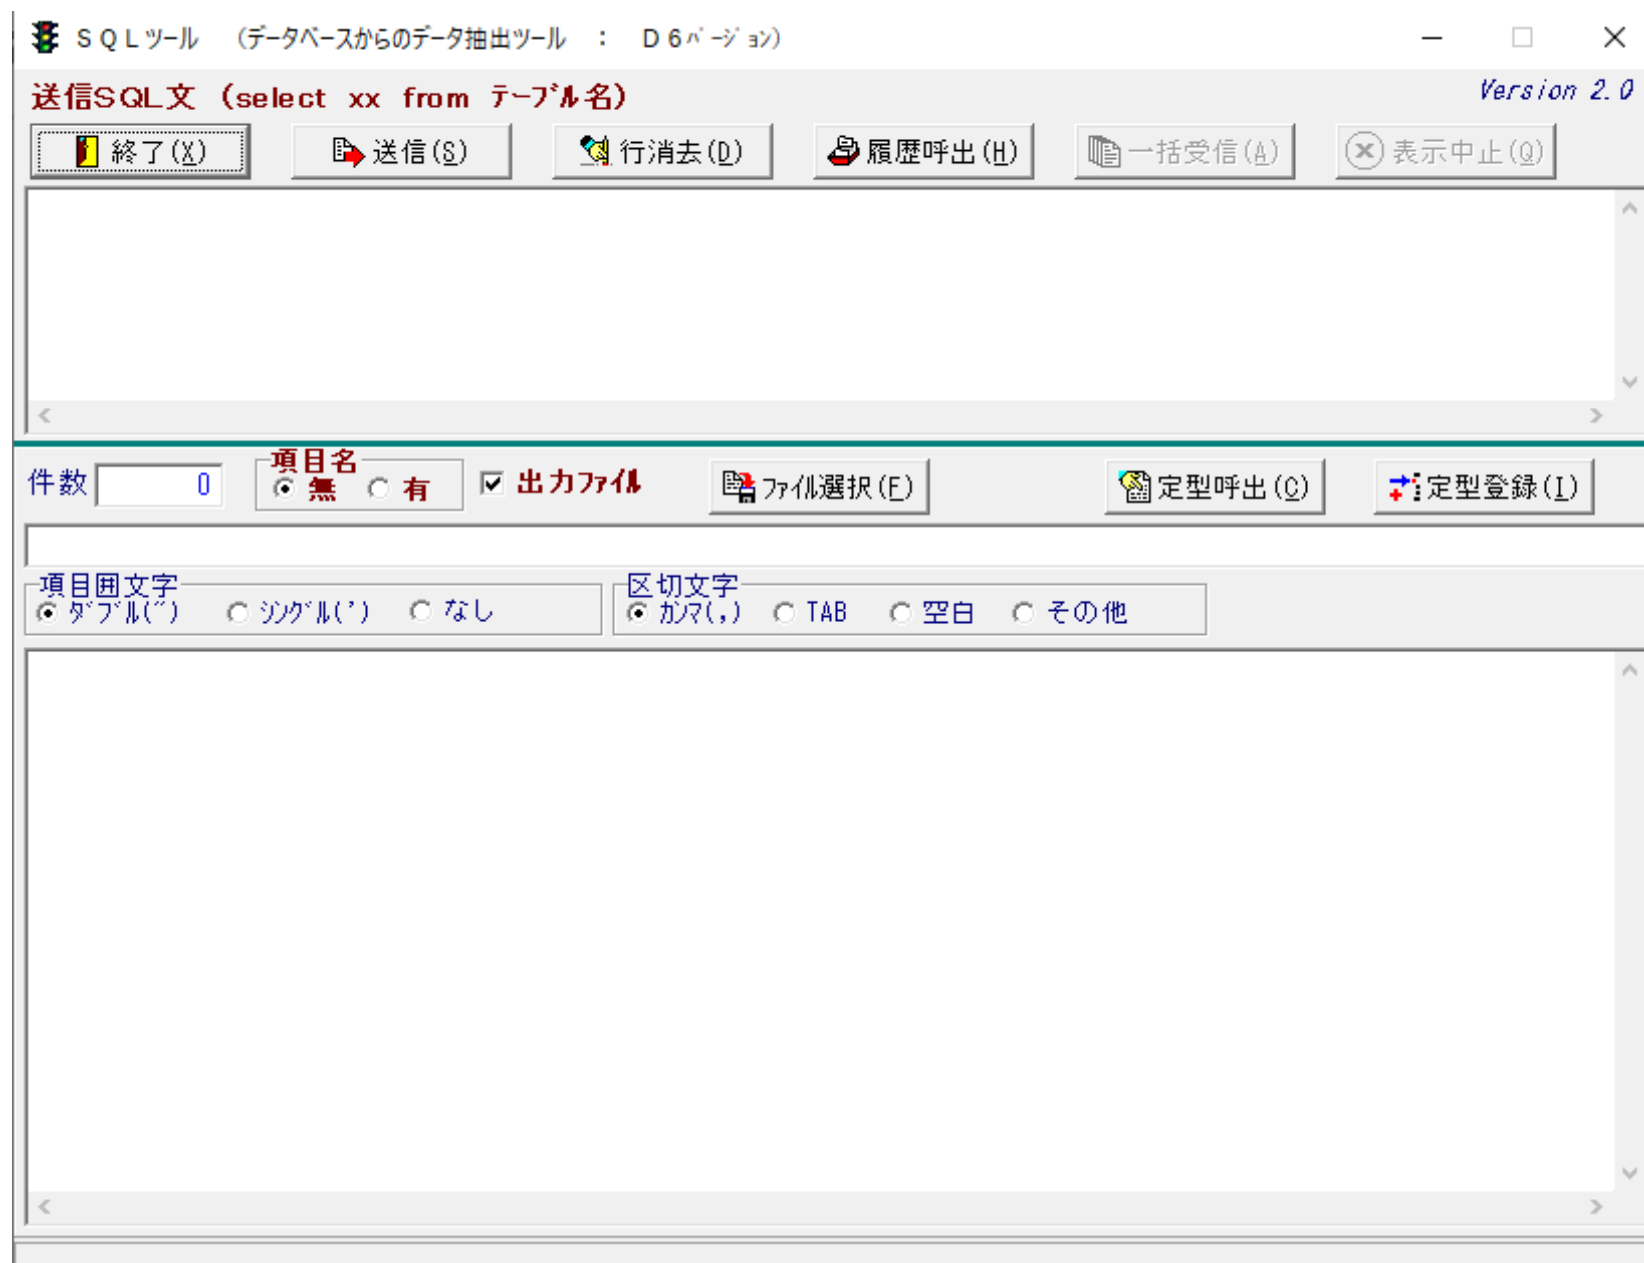 ＳＱＬツール　（データベースからのデータ抽出ツール　：　Ｄ６ﾊﾞｰｼﾞｮﾝ）
送信SQL文 （select xx from ﾃｰﾌﾞﾙ名）
Version 2.0
終了(X) 送信(S) 行消去(D) 履歴呼出(H) 一括受信(A) 表示中止(Q)
件数 0 項目名 無 有 出力ﾌｧｲﾙ ﾌｧｲﾙ選択(F) 定型呼出(C) 定型登録(I)
項目囲文字 区切文字
ﾀﾞﾌﾞﾙ(") ｼﾝｸﾞﾙ(') なし ｶﾝﾏ(,) TAB 空白 その他